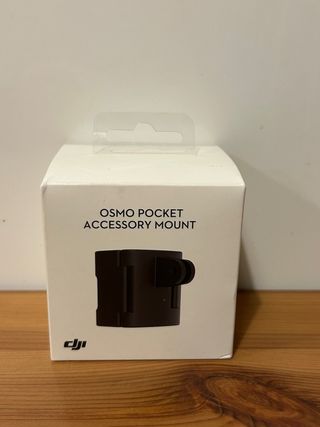 OSMO POCKET
ACCESSORY MOUNT
dji